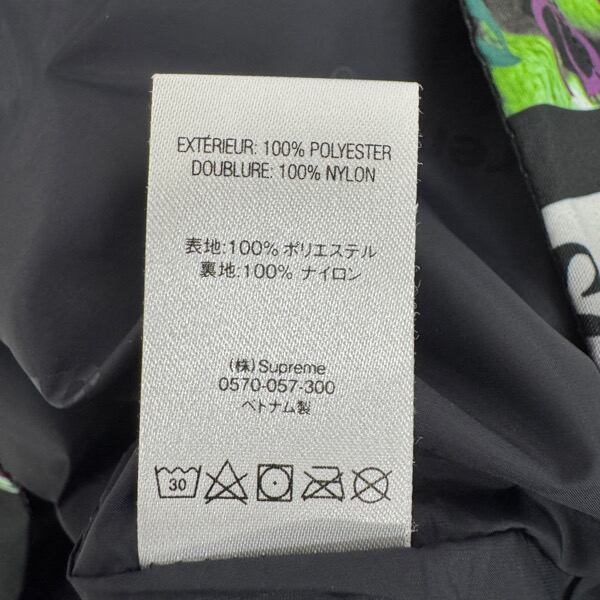 EXTÉRIEUR: 100% POLYESTER
DOUBLURE: 100% NYLON
表地:100% ポリエステル
裏地:100% ナイロン
(株)Supreme
0570-057-300
ベトナム製
30